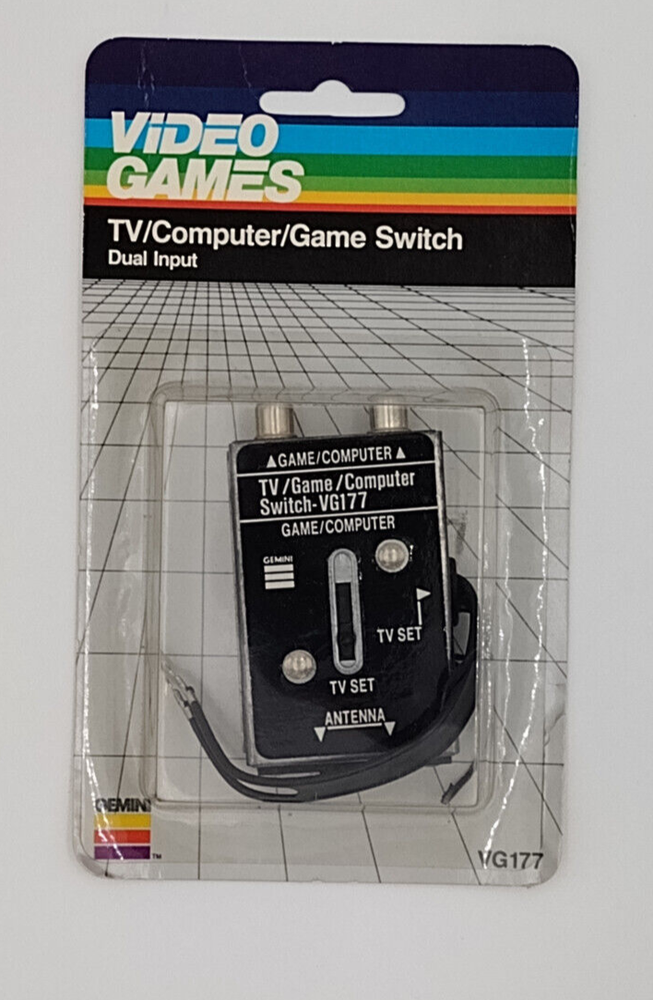 ViDEO
GAMES
TV/Computer/Game Switch
Dual Input
▲GAME/COMPUTER▲
TV/Game/Computer
Switch-VG177
GAME/COMPUTER
GEMINI
TV SET
TV SET
ANTENNA
GEMINI
TM
VG177